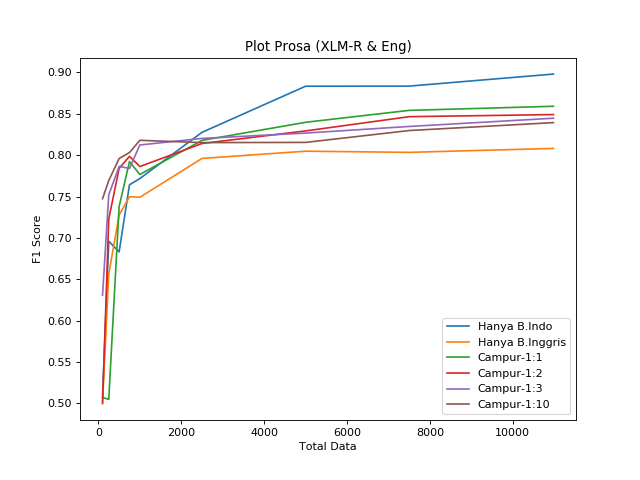 Plot Prosa (XLM-R & Eng)
F1 Score
0.90
0.85
0.80
0.75
0.70
0.65
0.60
0.55
0.50
0 2000 4000 6000 8000 10000
Total Data
Hanya B.Indo
Hanya B.Inggris
Campur-1:1
Campur-1:2
Campur-1:3
Campur-1:10